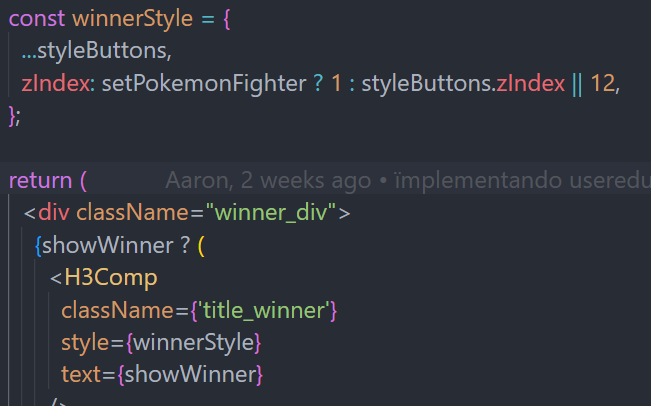 const winnerStyle = {
...styleButtons,
zIndex: setPokemonFighter ? 1 : styleButtons.zIndex || 12,
};
return ( Aaron, 2 weeks ago • ïmplementando useredu
<div className="winner_div">
{showWinner ? (
<H3Comp
className={'title_winner'}
style={winnerStyle}
text={showWinner}
/>